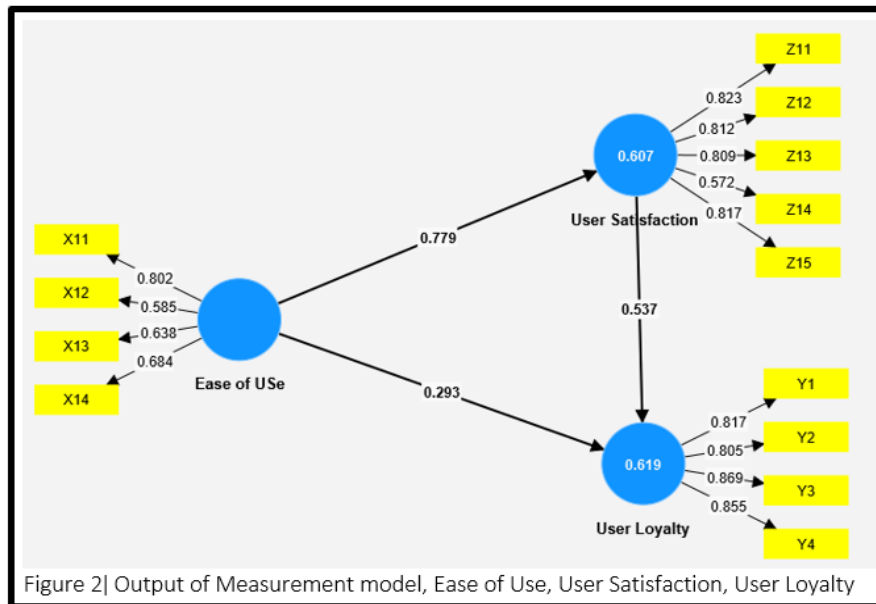 Z11
0.823
Z12
0.812
0.607
0.809
Z13
0.572
Z14
User Satisfaction
0.817
Z15
X11
0.779
0.802
X12
0.585
0.537
0.638
X13
0.684
X14
Ease of USe
0.293
Y1
0.817
Y2
0.805
0.619
0.869
Y3
0.855
User Loyalty
Y4
Figure 2| Output of Measurement model, Ease of Use, User Satisfaction, User Loyalty